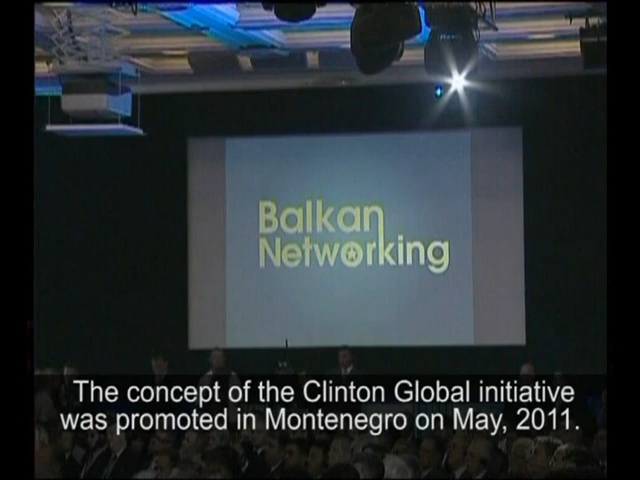 Balkan
Networking
The concept of the Clinton Global initiative
was promoted in Montenegro on May, 2011.